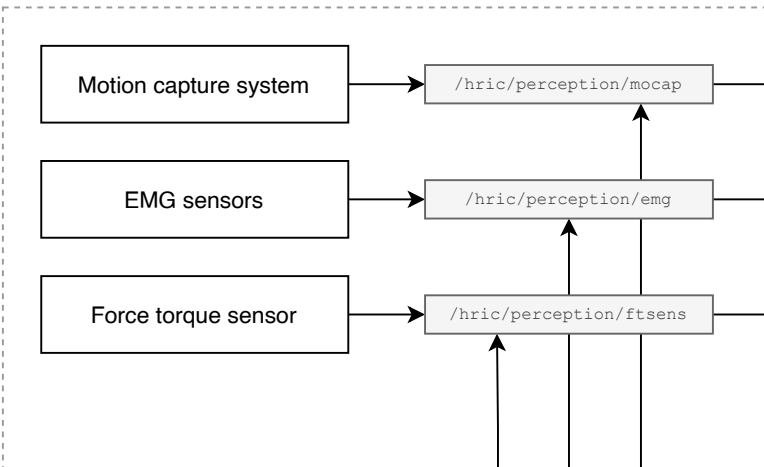 Motion capture system
/hric/perception/mocap
EMG sensors
/hric/perception/emg
Force torque sensor
/hric/perception/ftsens